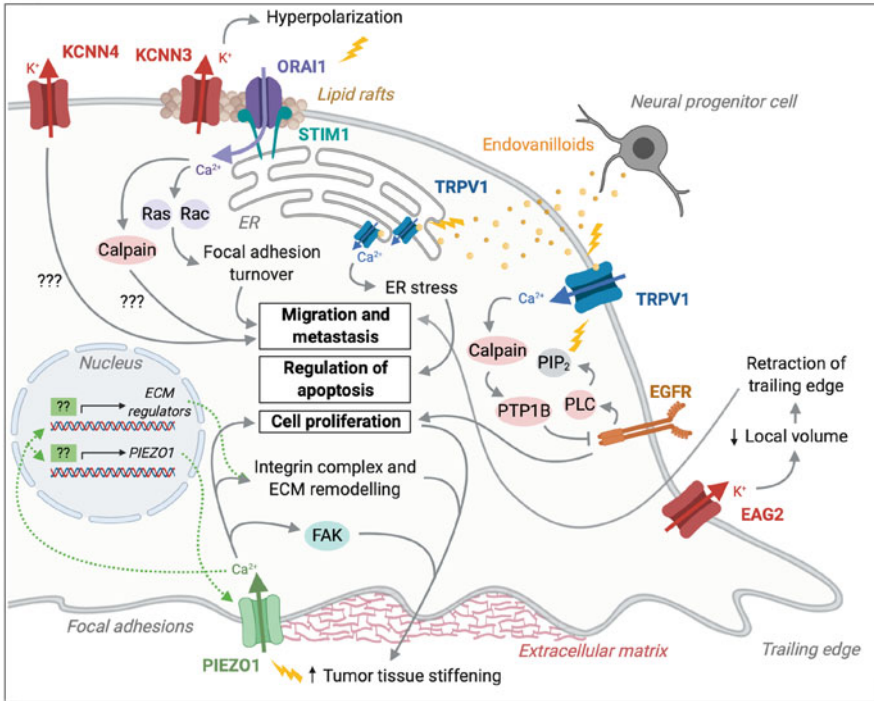 Hyperpolarization
KCNN4
K⁺
KCNN3
K⁺
ORAI1
Lipid rafts
Neural progenitor cell
STIM1
Endovanilloids
Ca²⁺
TRPV1
Ras
Rac
ER
Calpain
Focal adhesion
turnover
Ca²⁺
???
???
ER stress
Ca²⁺
TRPV1
Migration and
metastasis
Calpain
PIP₂
Nucleus
Regulation of
apoptosis
Retraction of
trailing edge
EGFR
??
ECM
regulators
PTP1B
PLC
Cell proliferation
↓ Local volume
??
PIEZO1
Integrin complex and
ECM remodelling
K⁺
EAG2
FAK
Ca²⁺
Focal adhesions
Extracellular matrix
Trailing edge
PIEZO1
↑ Tumor tissue stiffening